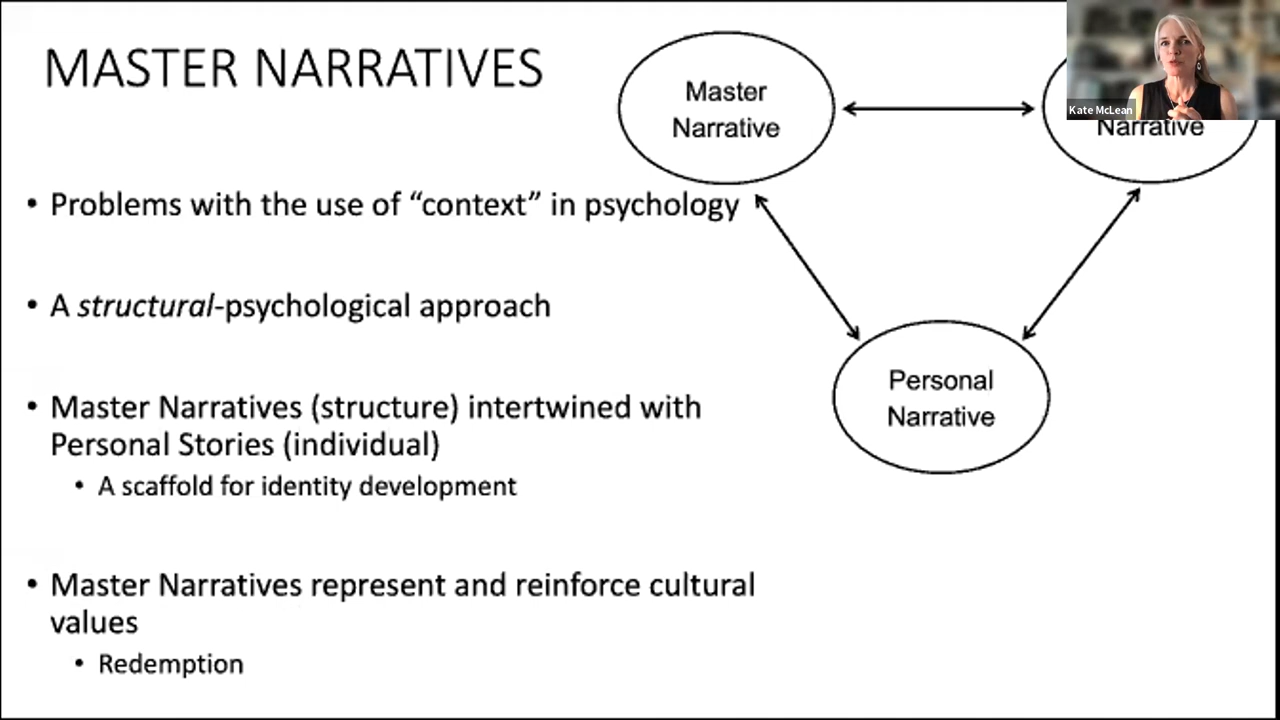 MASTER NARRATIVES
Master
Narrative
Kate McLean
Narrative
• Problems with the use of “context” in psychology
• A structural-psychological approach
• Master Narratives (structure) intertwined with
Personal Stories (individual)
• A scaffold for identity development
Personal
Narrative
• Master Narratives represent and reinforce cultural
values
• Redemption